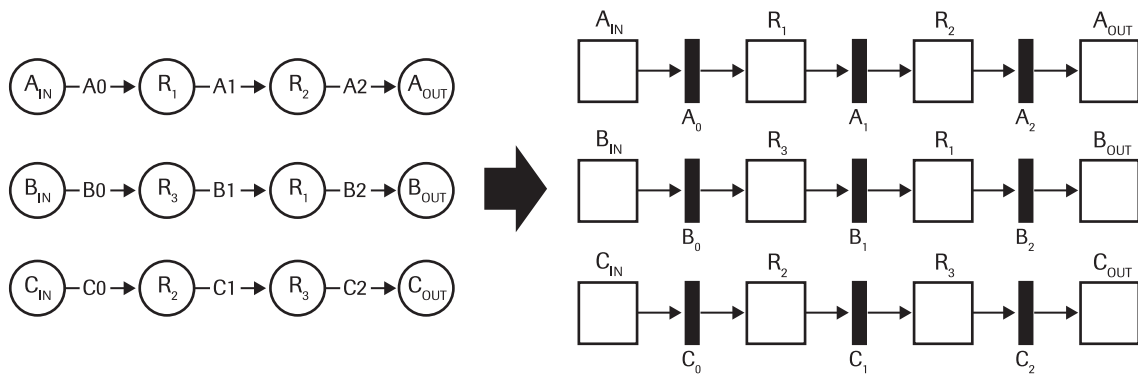 A_IN A0 R_1 A1 R_2 A2 A_OUT
B_IN B0 R_3 B1 R_1 B2 B_OUT
C_IN C0 R_2 C1 R_3 C2 C_OUT
A_IN R_1 R_2 A_OUT
A_0 A_1 A_2
B_IN R_3 R_1 B_OUT
B_0 B_1 B_2
C_IN R_2 R_3 C_OUT
C_0 C_1 C_2